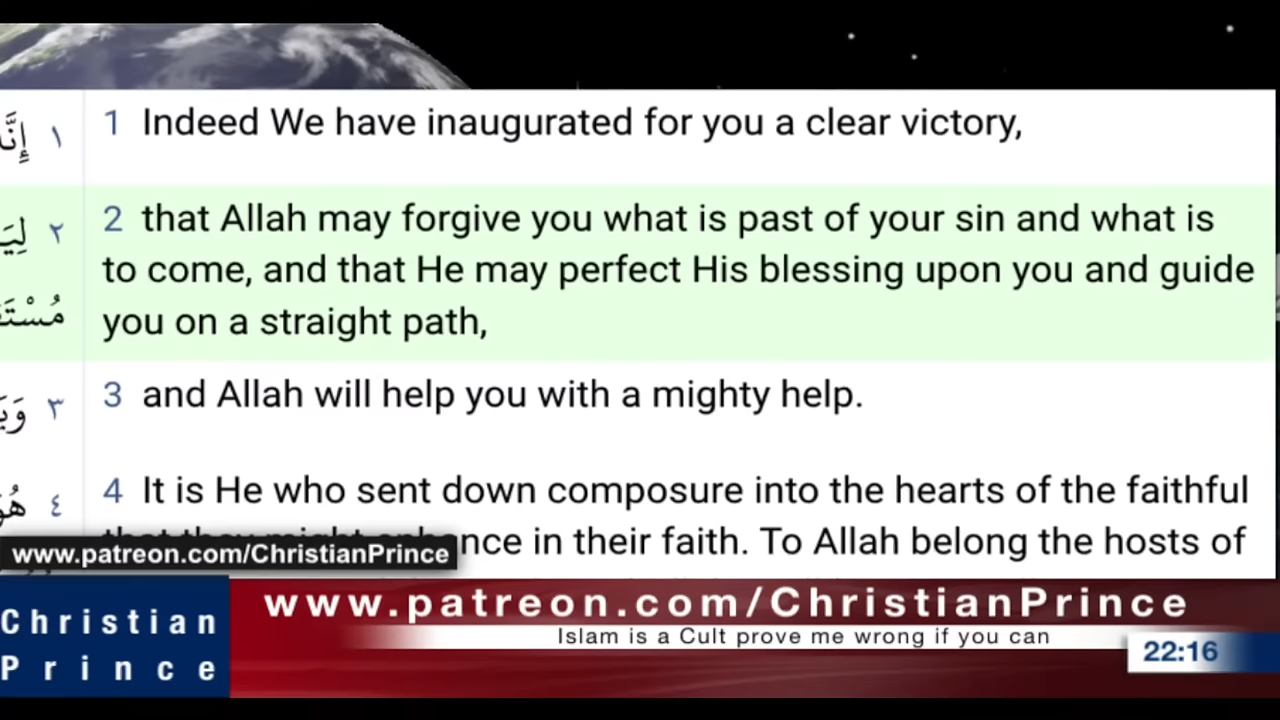 ١ إِنَّا
1 Indeed We have inaugurated for you a clear victory,
٢
2 that Allah may forgive you what is past of your sin and what is
to come, and that He may perfect His blessing upon you and guide
you on a straight path,
٣
3 and Allah will help you with a mighty help.
٤
4 It is He who sent down composure into the hearts of the faithful
in their faith. To Allah belong the hosts of
www.patreon.com/ChristianPrince
www.patreon.com/ChristianPrince
Islam is a Cult prove me wrong if you can
Christian
Prince
22:16